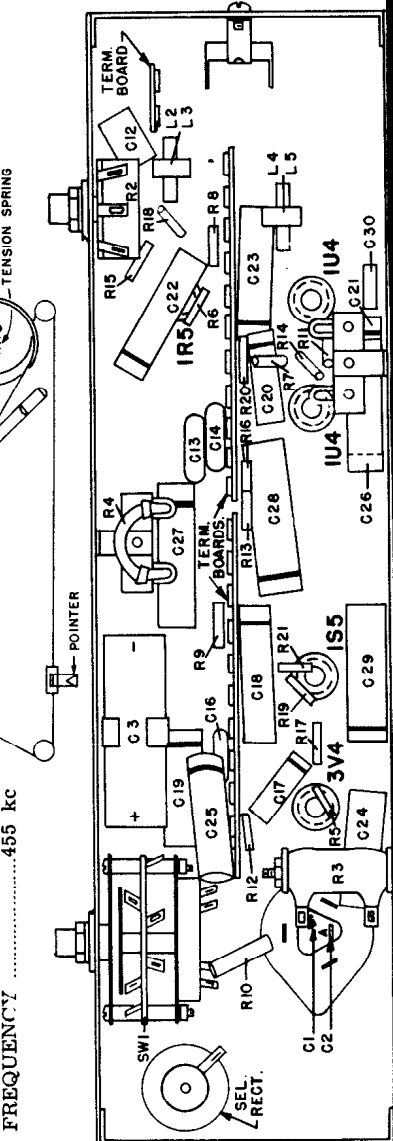 FREQUENCY ..................455 kc
POINTER
TENSION SPRING
SW1
+
C3
-
R4
R2
TERM.
BOARD
C12
L2
L3
R18
R15
C22
1R5
R6
R8
C13
C14
C27
TERM.
BOARDS
R9
C19
C16
C25
R12
R10
SEL.
RECT.
C1
A
C2
R3
C24
R5
3V4
C17
R17
C18
R19
R21
1S5
C29
R13
R16
C28
R20
C20
R7
R14
R11
C23
L4
L5
1U4
C26
1U4
C21
C30